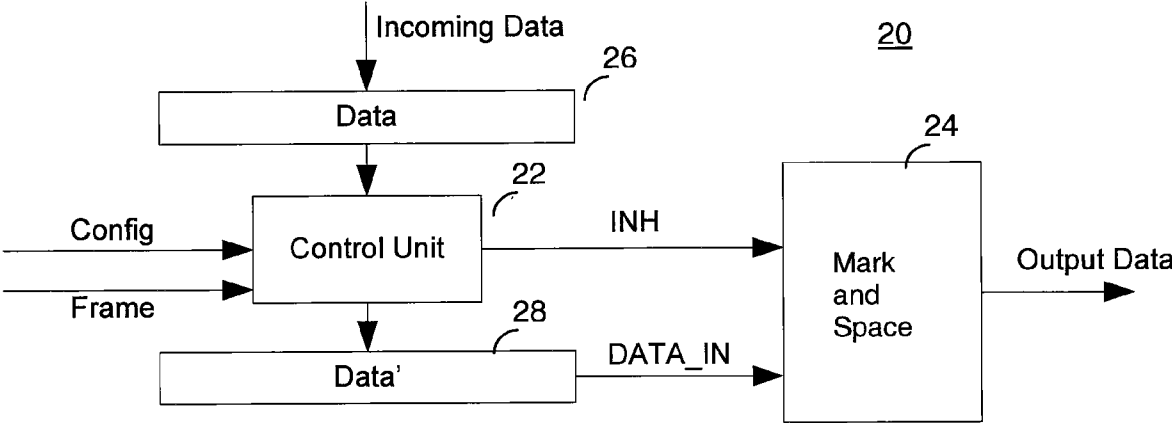 Incoming Data
20
26
Data
24
22
Config
INH
Control Unit
Mark
and
Space
Output Data
Frame
28
DATA_IN
Data'